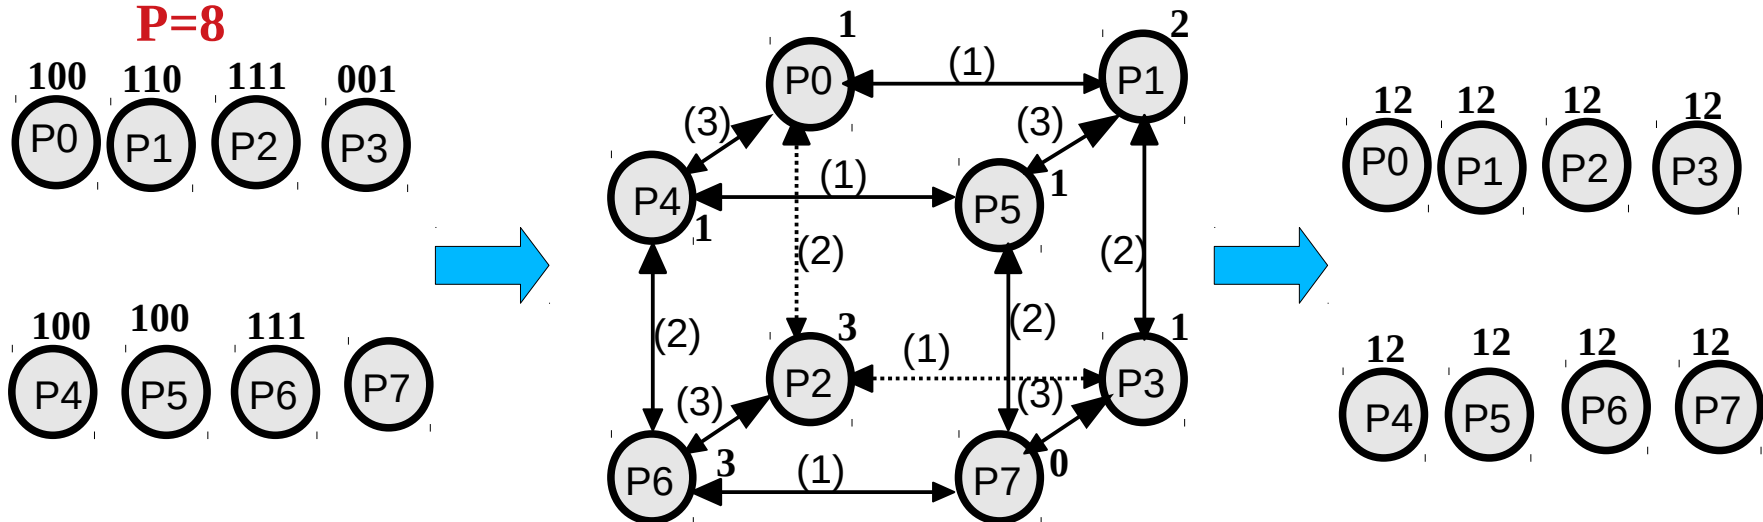 P=8
100 110 111 001
P0 P1 P2 P3
100 100 111
P4 P5 P6 P7
1 2
P0 (1) P1
(3) (3)
P4 (1) P5 1
1
(2) (2)
(2) (2)
3 1
P2 (1) P3
(3) (3)
P6 3 (1) P7 0
12 12 12 12
P0 P1 P2 P3
12 12 12 12
P4 P5 P6 P7